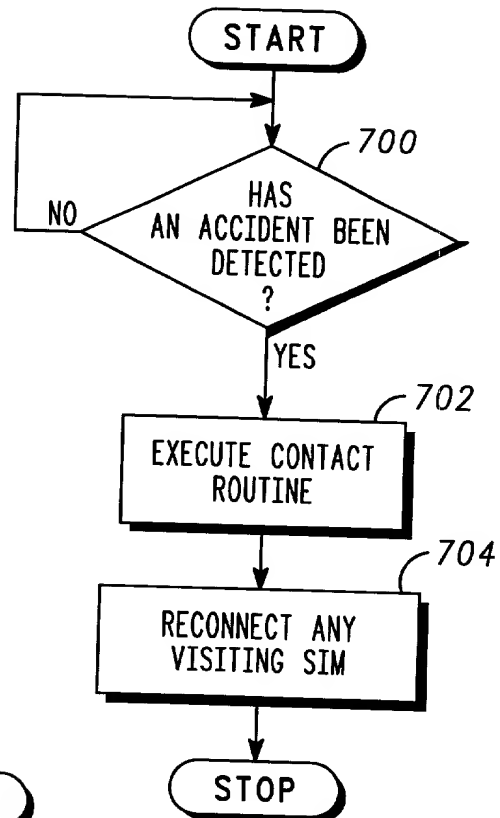 START
700
HAS
AN ACCIDENT BEEN
DETECTED
?
NO
YES
702
EXECUTE CONTACT
ROUTINE
704
RECONNECT ANY
VISITING SIM
STOP